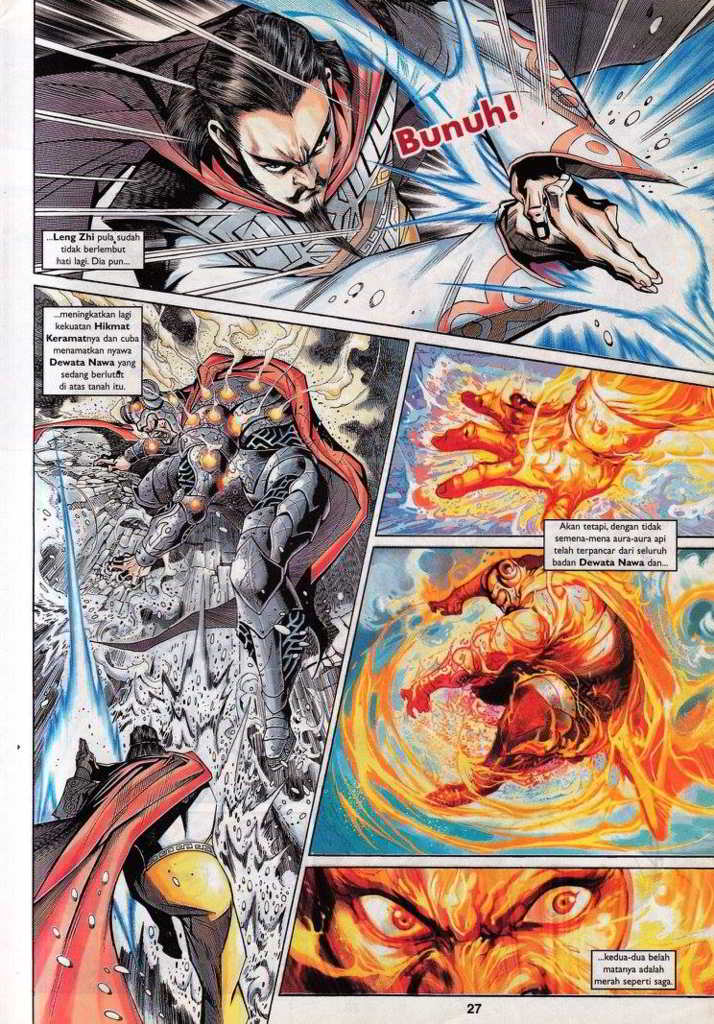 Bunuh!
...Leng Zhi pula sudah
tidak berlembut
hati lagi. Dia pun...
...meningkatkan lagi
kekuatan Hikmat
Keramatnya dan cuba
menamatkan nyawa
Dewata Nawa yang
sedang berlutut
di atas tanah itu.
Akan tetapi, dengan tidak
semena-mena aura-aura api
telah terpancar dari seluruh
badan Dewata Nawa dan...
...kedua-dua belah
matanya adalah
merah seperti saga.
27